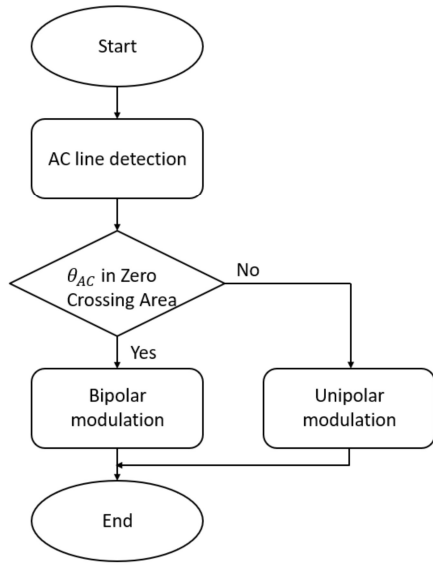 Start
AC line detection
θ_AC in Zero
Crossing Area
No
Yes
Bipolar
modulation
Unipolar
modulation
End